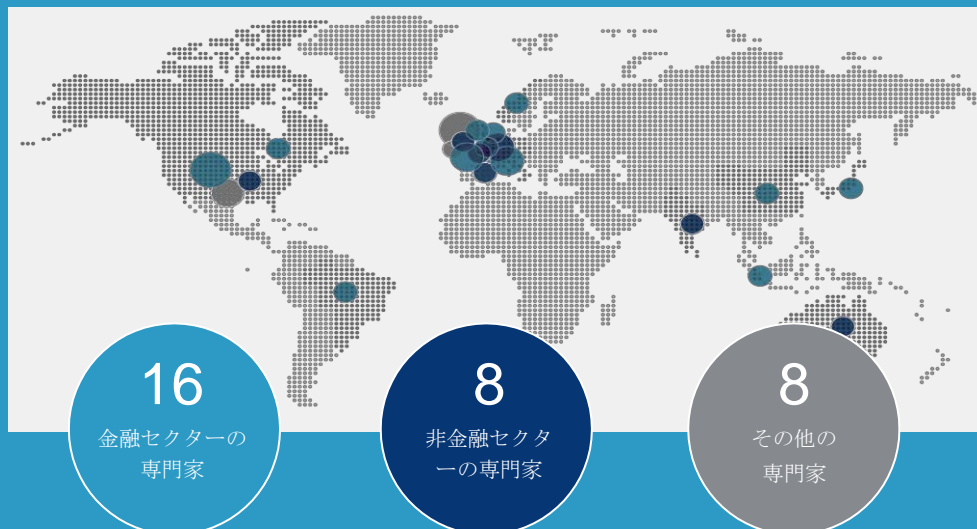 16
金融セクターの
専門家
8
非金融セクタ
ーの専門家
8
その他の
専門家